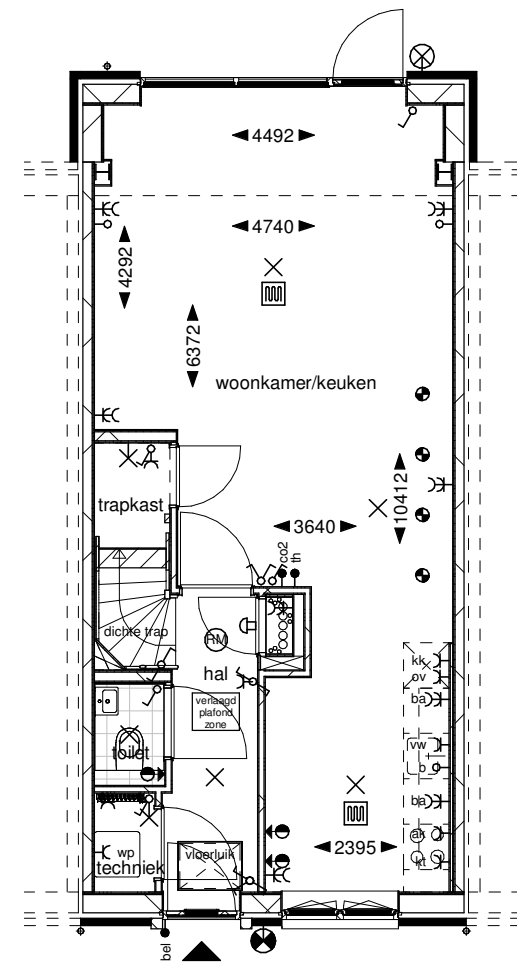 4492
4740
4292
6372
woonkamer/keuken
10412
trapkast
3640
co2
th
dichte trap
RM
hal
kk
ov
ba
verlaagd
plafond
zone
vw
b
toilet
bla
ak
wp
techniek
vloerluik
2395
kt
bel